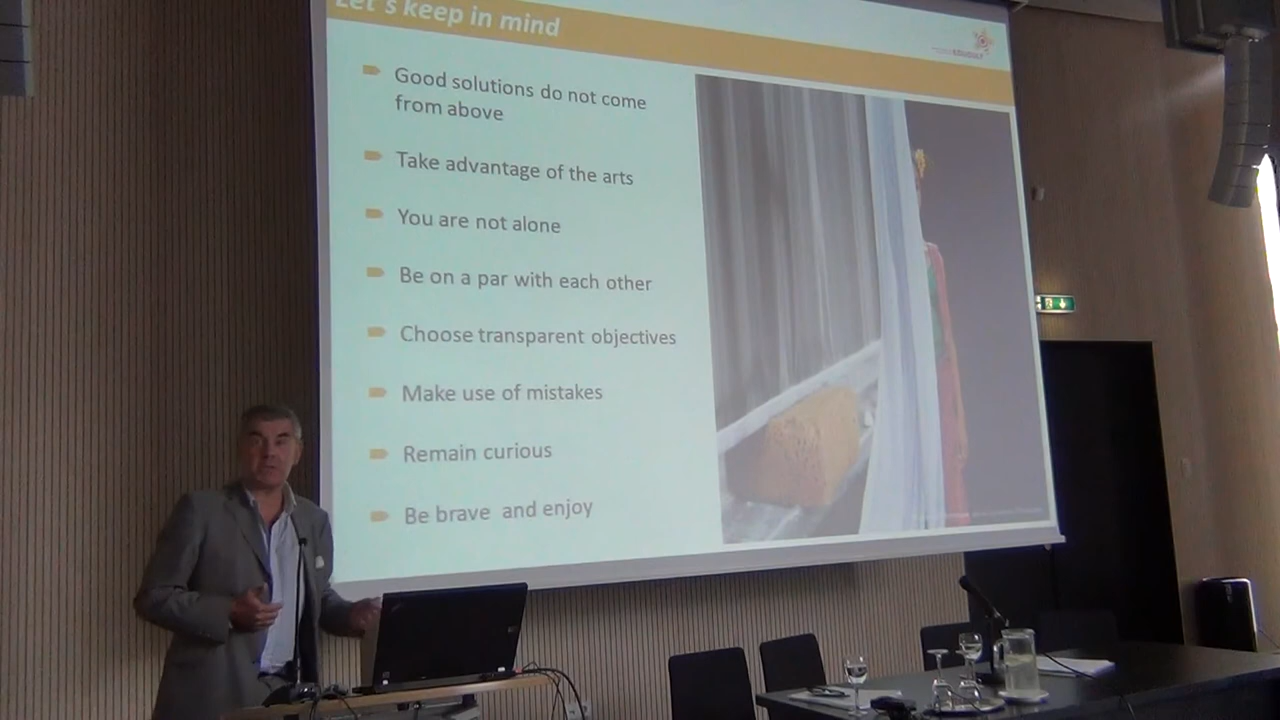 Let's keep in mind
Good solutions do not come
from above
Take advantage of the arts
You are not alone
Be on a par with each other
Choose transparent objectives
Make use of mistakes
Remain curious
Be brave and enjoy